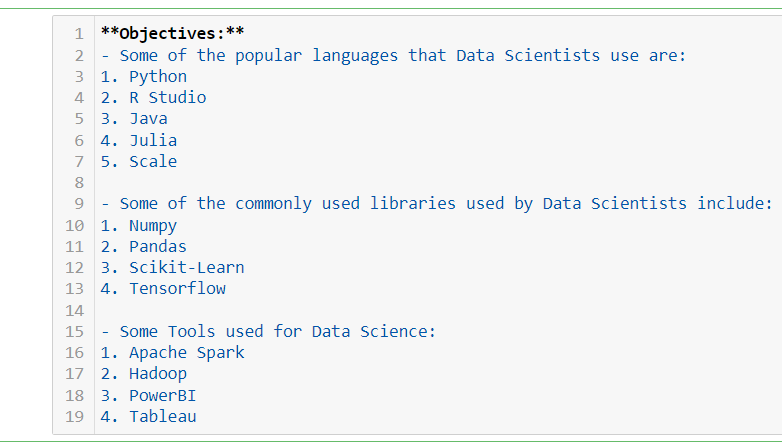 1 **Objectives:**
2 - Some of the popular languages that Data Scientists use are:
3 1. Python
4 2. R Studio
5 3. Java
6 4. Julia
7 5. Scale
8
9 - Some of the commonly used libraries used by Data Scientists include:
10 1. Numpy
11 2. Pandas
12 3. Scikit-Learn
13 4. Tensorflow
14
15 - Some Tools used for Data Science:
16 1. Apache Spark
17 2. Hadoop
18 3. PowerBI
19 4. Tableau